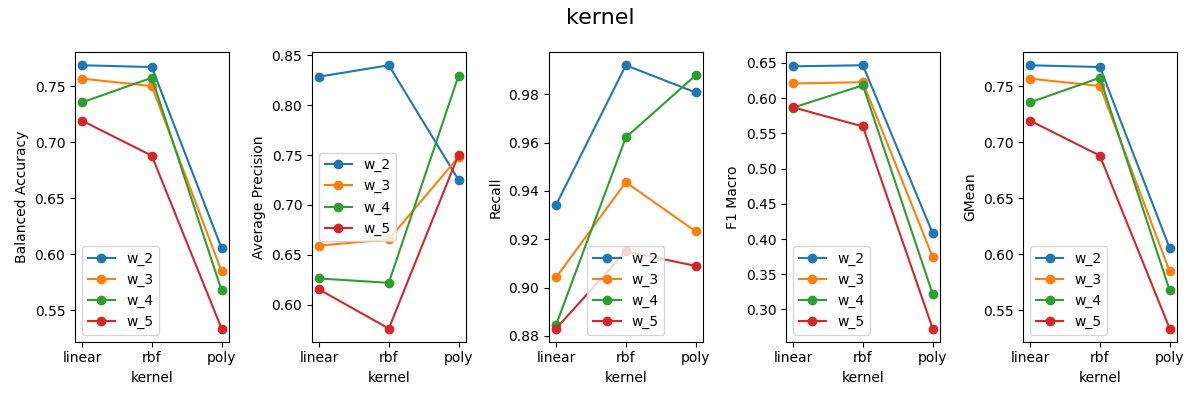 kernel
Balanced Accuracy
0.75
0.70
0.65
0.60
0.55
w_2
w_3
w_4
w_5
linear rbf poly
kernel
Average Precision
0.85
0.80
0.75
0.70
0.65
0.60
w_2
w_3
w_4
w_5
linear rbf poly
kernel
Recall
0.98
0.96
0.94
0.92
0.90
0.88
w_2
w_3
w_4
w_5
linear rbf poly
kernel
F1 Macro
0.65
0.60
0.55
0.50
0.45
0.40
0.35
0.30
w_2
w_3
w_4
w_5
linear rbf poly
kernel
GMean
0.75
0.70
0.65
0.60
0.55
w_2
w_3
w_4
w_5
linear rbf poly
kernel